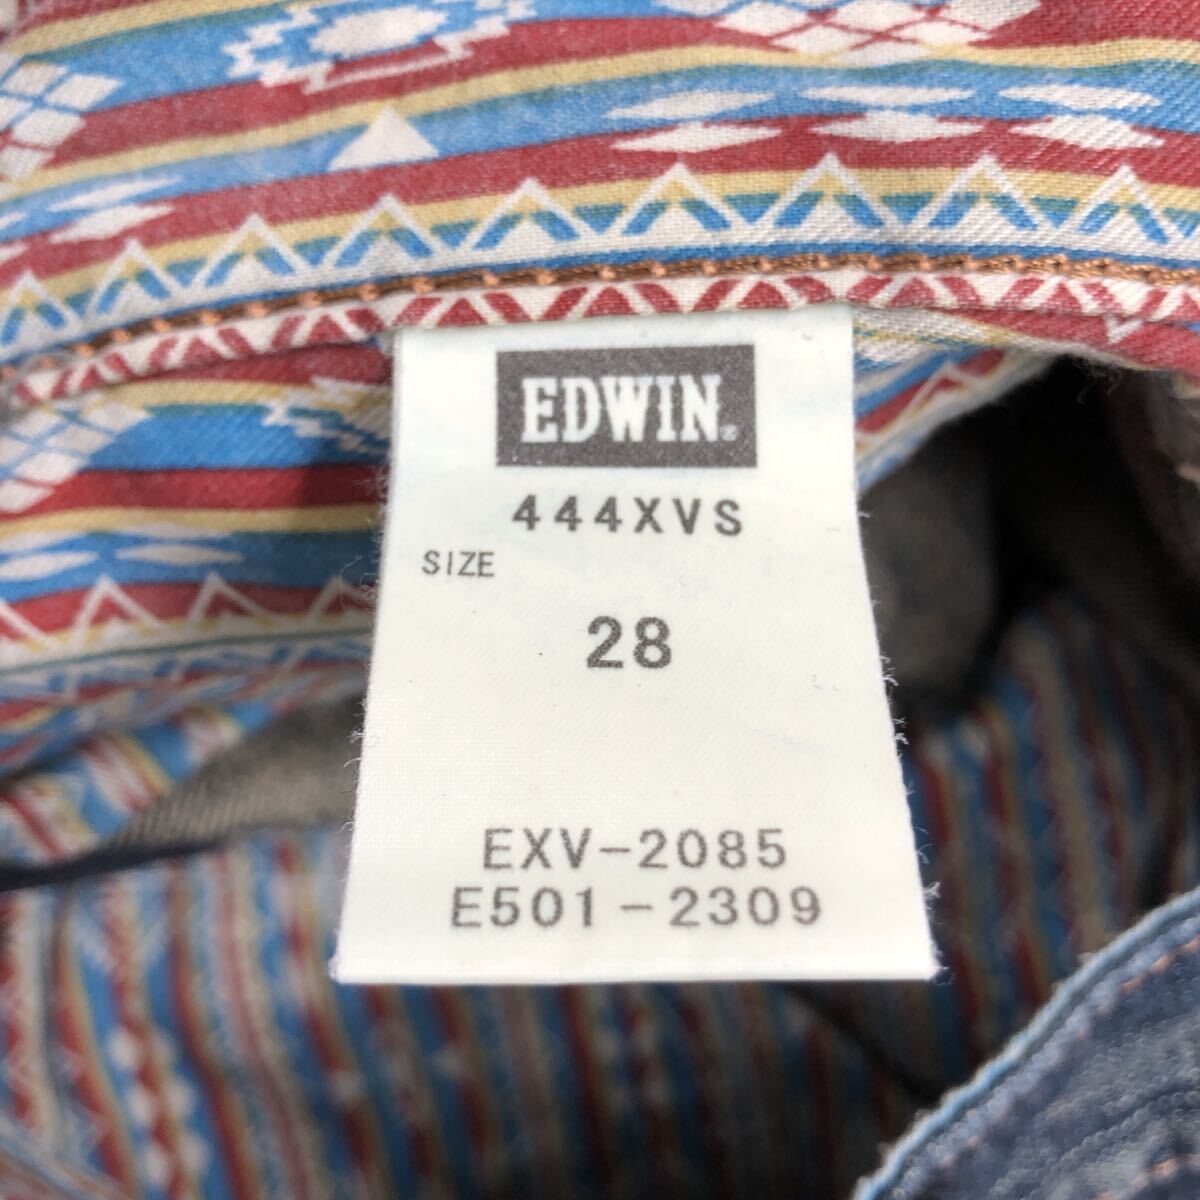 EDWIN®
444XVS
SIZE
28
EXV-2085
E501-2309